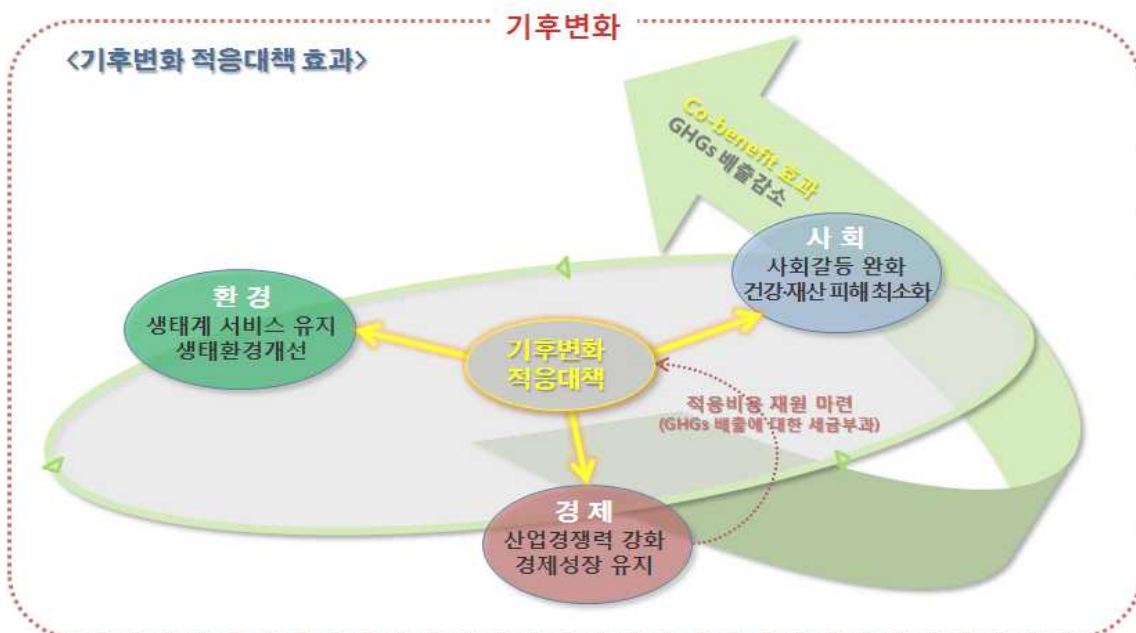 기후변화
<기후변화 적응대책 효과>
Co-benefit 효과
GHGs 배출감소
사 회
사회갈등 완화
건강·재산 피해 최소화
환 경
생태계 서비스 유지
생태환경개선
기후변화
적응대책
적응비용 재원 마련
(GHGs 배출에 대한 세금부과)
경 제
산업경쟁력 강화
경제성장 유지